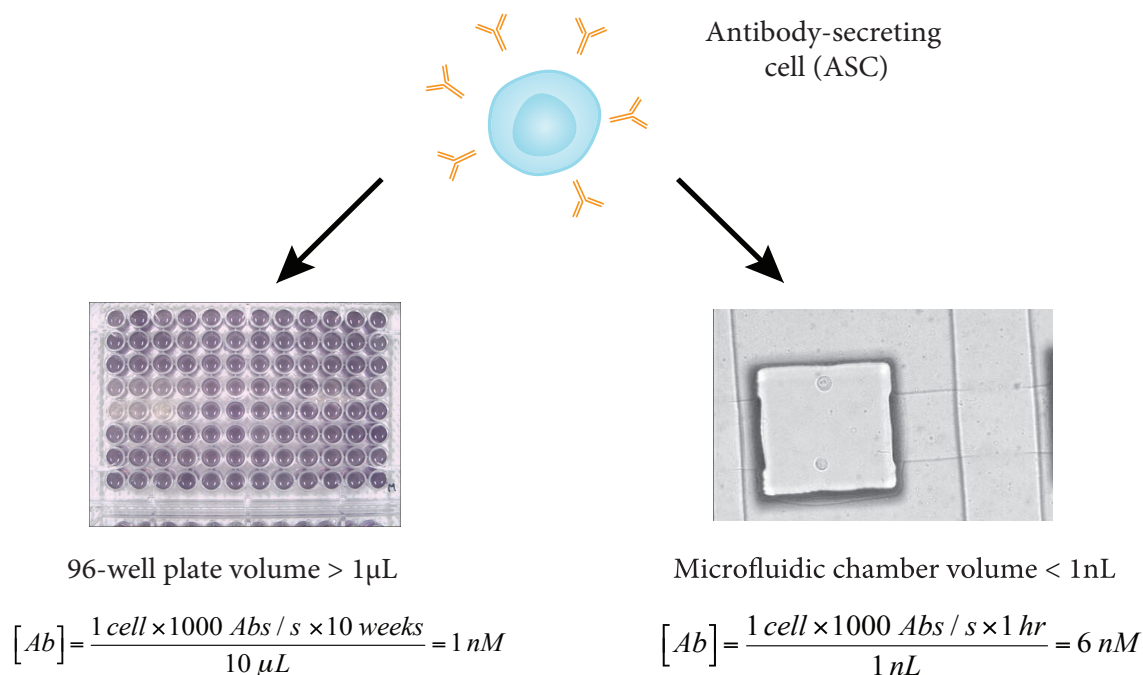 Antibody-secreting
cell (ASC)
96-well plate volume > 1μL
Microfluidic chamber volume < 1nL
[Ab] = 1 cell × 1000 Abs / s × 10 weeks / 10 μL = 1 nM
[Ab] = 1 cell × 1000 Abs / s × 1 hr / 1 nL = 6 nM
M